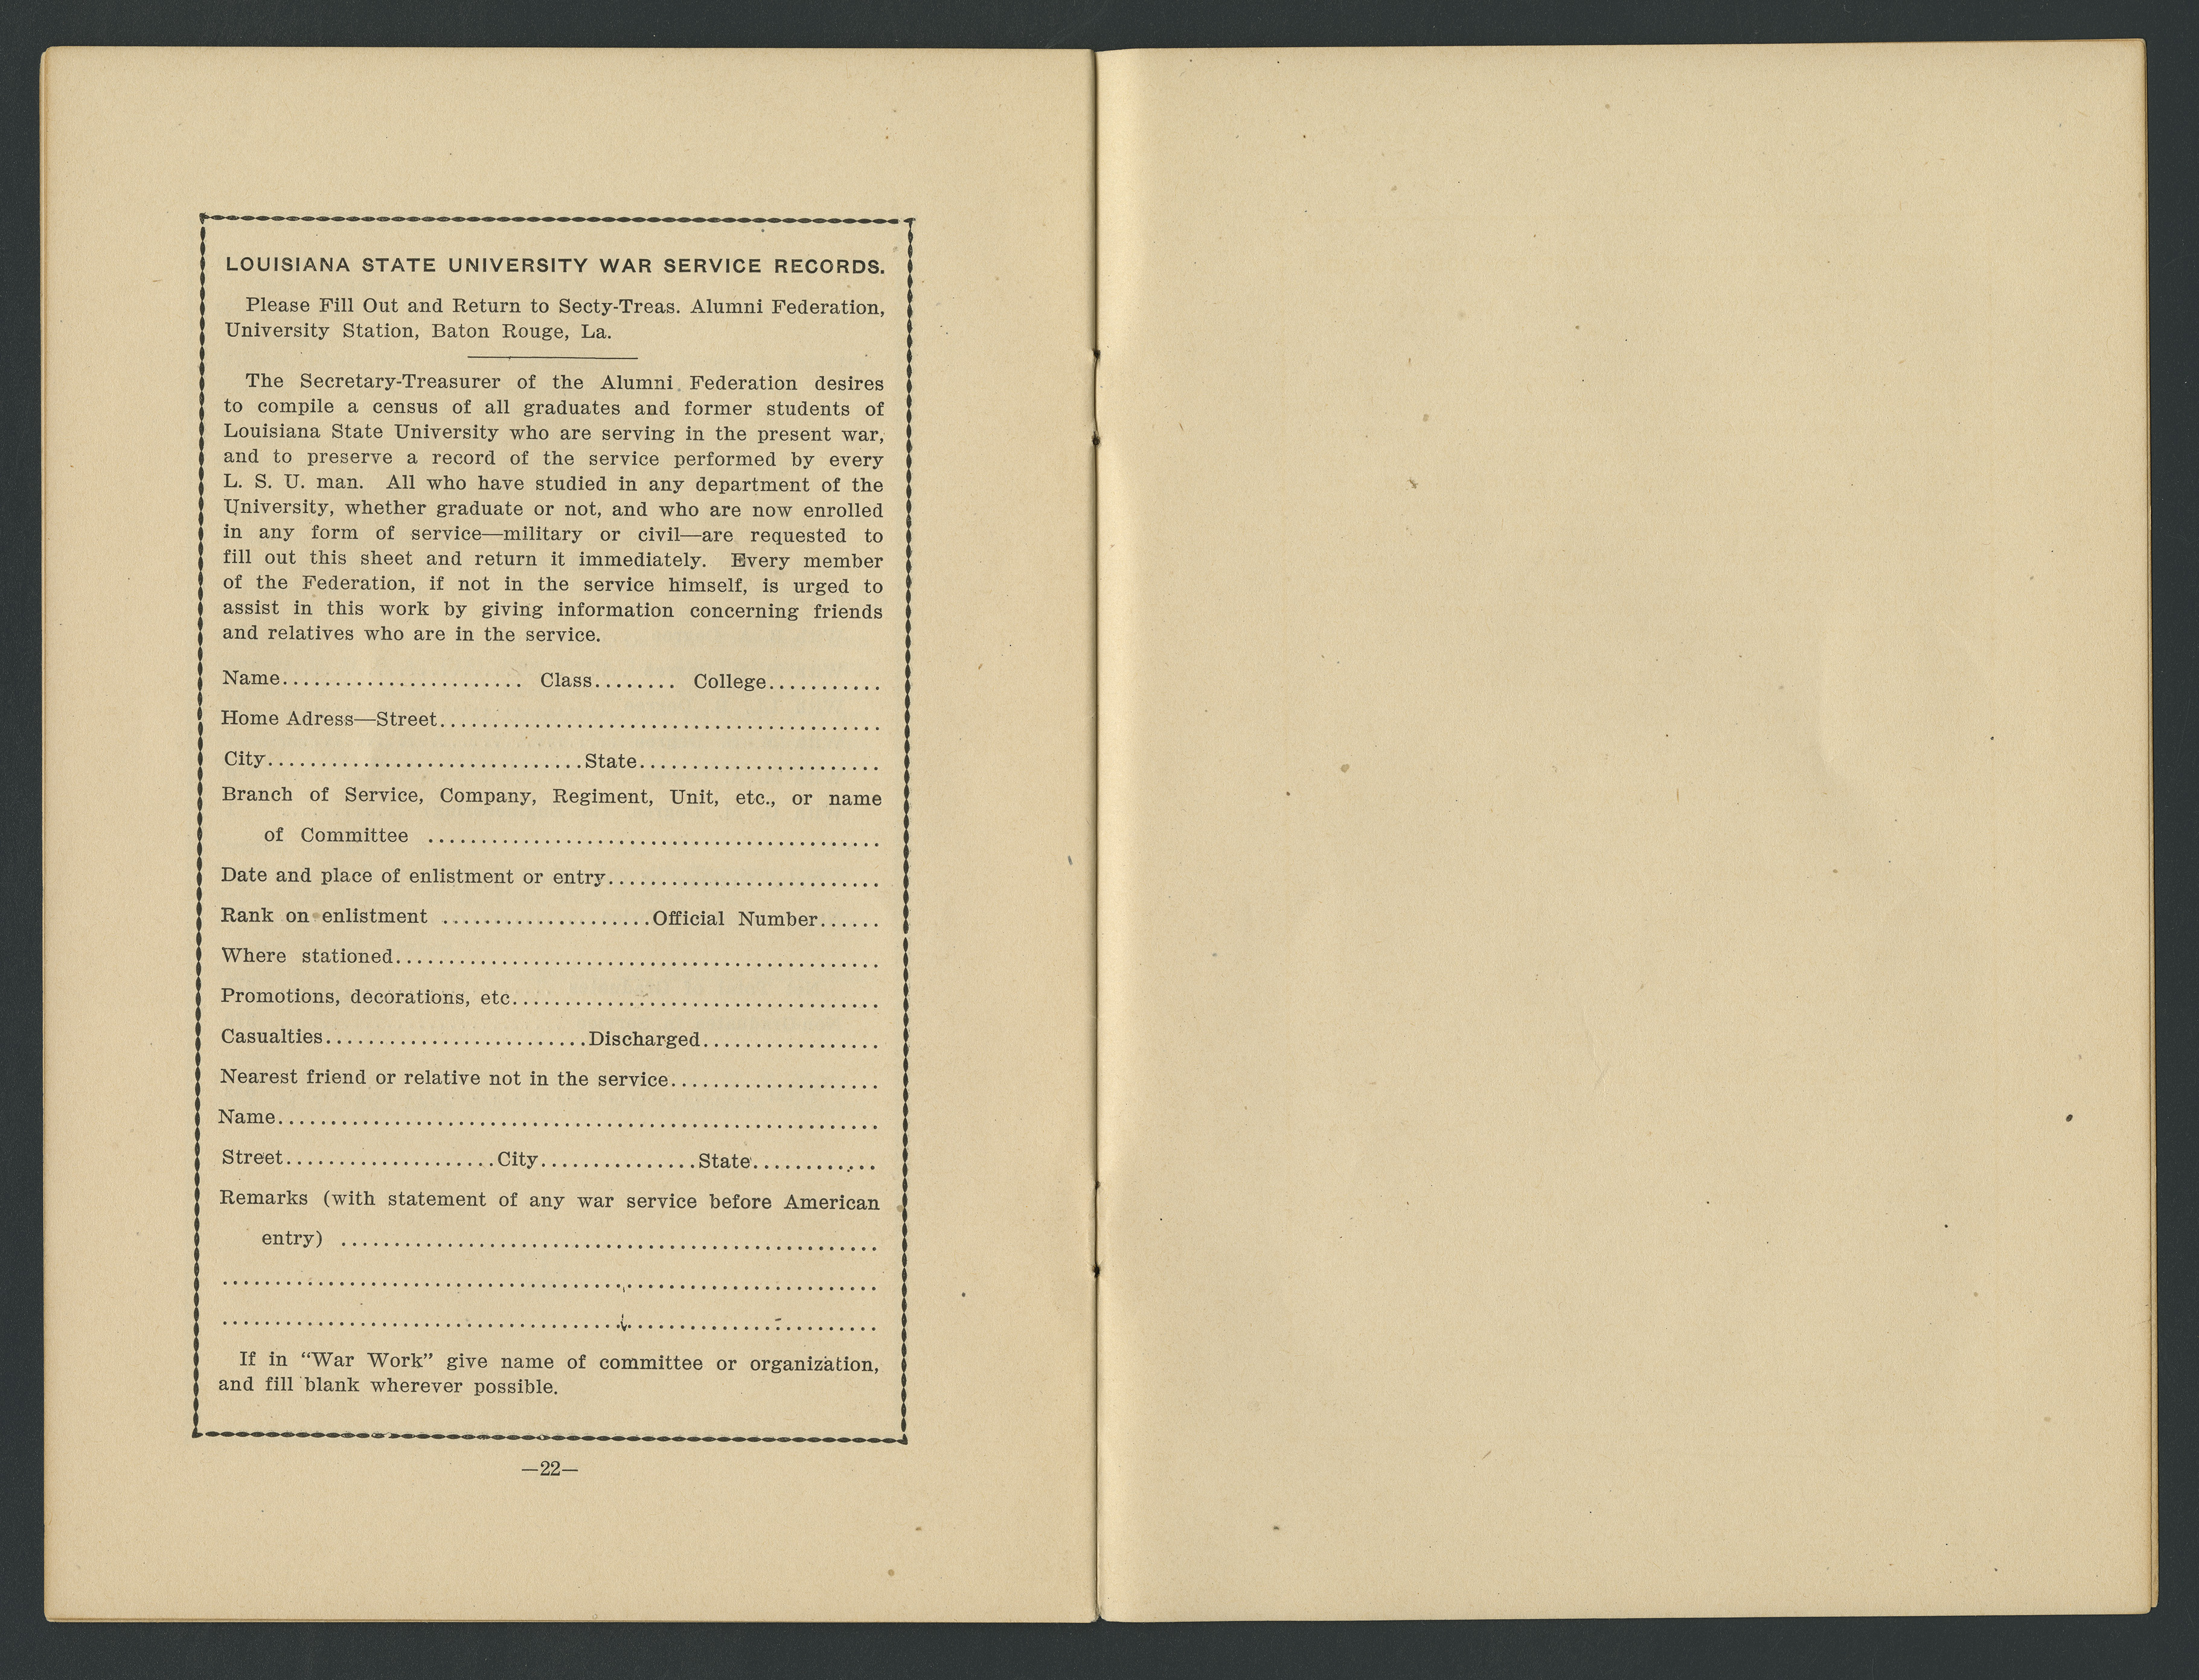 LOUISIANA STATE UNIVERSITY WAR SERVICE RECORDS.
Please Fill Out and Return to Secty-Treas. Alumni Federation,
University Station, Baton Rouge, La.
The Secretary-Treasurer of the Alumni Federation desires
to compile a census of all graduates and former students of
Louisiana State University who are serving in the present war,
and to preserve a record of the service performed by every
L. S. U. man. All who have studied in any department of the
University, whether graduate or not, and who are now enrolled
in any form of service—military or civil—are requested to
fill out this sheet and return it immediately. Every member
of the Federation, if not in the service himself, is urged to
assist in this work by giving information concerning friends
and relatives who are in the service.
Name....................... Class........ College...........
Home Adress—Street..........................................
City..............................State.......................
Branch of Service, Company, Regiment, Unit, etc., or name
of Committee ...........................................
Date and place of enlistment or entry..........................
Rank on enlistment ....................Official Number......
Where stationed..............................................
Promotions, decorations, etc...................................
Casualties.........................Discharged.................
Nearest friend or relative not in the service....................
Name.........................................................
Street....................City...............State............
Remarks (with statement of any war service before American
entry) ...................................................
..............................................................
..............................................................
If in “War Work” give name of committee or organization,
and fill blank wherever possible.
—22—